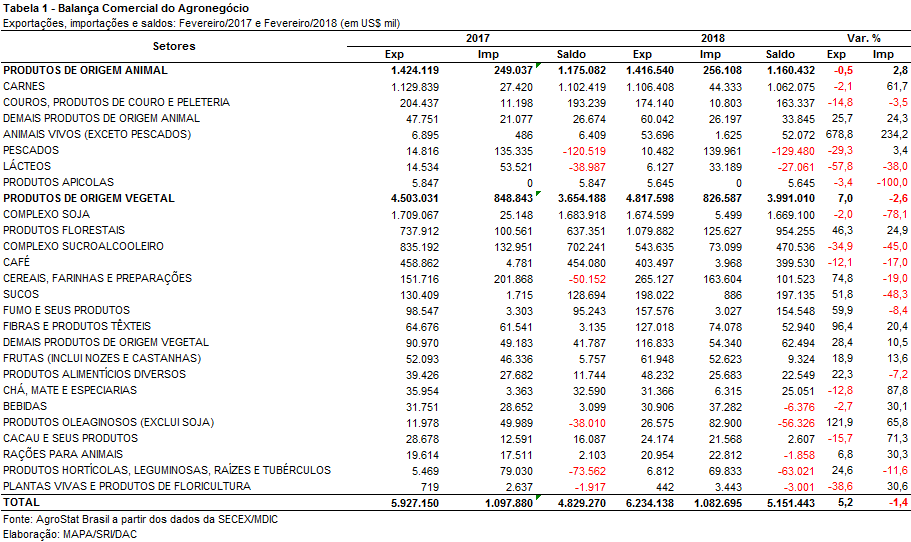 Tabela 1 - Balança Comercial do Agronegócio
Exportações, importações e saldos: Fevereiro/2017 e Fevereiro/2018 (em US$ mil)
Setores 2017 2018 Var. %
Exp Imp Saldo Exp Imp Saldo Exp Imp
PRODUTOS DE ORIGEM ANIMAL 1.424.119 249.037 1.175.082 1.416.540 256.108 1.160.432 -0,5 2,8
CARNES 1.129.839 27.420 1.102.419 1.106.408 44.333 1.062.075 -2,1 61,7
COUROS, PRODUTOS DE COURO E PELETERIA 204.437 11.198 193.239 174.140 10.803 163.337 -14,8 -3,5
DEMAIS PRODUTOS DE ORIGEM ANIMAL 47.751 21.077 26.674 60.042 26.197 33.845 25,7 24,3
ANIMAIS VIVOS (EXCETO PESCADOS) 6.895 486 6.409 53.696 1.625 52.072 678,8 234,2
PESCADOS 14.816 135.335 -120.519 10.482 139.961 -129.480 -29,3 3,4
LÁCTEOS 14.534 53.521 -38.987 6.127 33.189 -27.061 -57,8 -38,0
PRODUTOS APICOLAS 5.847 0 5.847 5.645 0 5.645 -3,4 -100,0
PRODUTOS DE ORIGEM VEGETAL 4.503.031 848.843 3.654.188 4.817.598 826.587 3.991.010 7,0 -2,6
COMPLEXO SOJA 1.709.067 25.148 1.683.918 1.674.599 5.499 1.669.100 -2,0 -78,1
PRODUTOS FLORESTAIS 737.912 100.561 637.351 1.079.882 125.627 954.255 46,3 24,9
COMPLEXO SUCROALCOOLEIRO 835.192 132.951 702.241 543.635 73.099 470.536 -34,9 -45,0
CAFÉ 458.862 4.781 454.080 403.497 3.968 399.530 -12,1 -17,0
CEREAIS, FARINHAS E PREPARAÇÕES 151.716 201.868 -50.152 265.127 163.604 101.523 74,8 -19,0
SUCOS 130.409 1.715 128.694 198.022 886 197.135 51,8 -48,3
FUMO E SEUS PRODUTOS 98.547 3.303 95.243 157.576 3.027 154.548 59,9 -8,4
FIBRAS E PRODUTOS TÊXTEIS 64.676 61.541 3.135 127.018 74.078 52.940 96,4 20,4
DEMAIS PRODUTOS DE ORIGEM VEGETAL 90.970 49.183 41.787 116.833 54.340 62.494 28,4 10,5
FRUTAS (INCLUI NOZES E CASTANHAS) 52.093 46.336 5.757 61.948 52.623 9.324 18,9 13,6
PRODUTOS ALIMENTÍCIOS DIVERSOS 39.426 27.682 11.744 48.232 25.683 22.549 22,3 -7,2
CHÁ, MATE E ESPECIARIAS 35.954 3.363 32.590 31.366 6.315 25.051 -12,8 87,8
BEBIDAS 31.751 28.652 3.099 30.906 37.282 -6.376 -2,7 30,1
PRODUTOS OLEAGINOSOS (EXCLUI SOJA) 11.978 49.989 -38.010 26.575 82.900 -56.326 121,9 65,8
CACAU E SEUS PRODUTOS 28.678 12.591 16.087 24.174 21.568 2.607 -15,7 71,3
RAÇÕES PARA ANIMAIS 19.614 17.511 2.103 20.954 22.812 -1.858 6,8 30,3
PRODUTOS HORTÍCOLAS, LEGUMINOSAS, RAÍZES E TUBÉRCULOS 5.469 79.030 -73.562 6.812 69.833 -63.021 24,6 -11,6
PLANTAS VIVAS E PRODUTOS DE FLORICULTURA 719 2.637 -1.917 442 3.443 -3.001 -38,6 30,6
TOTAL 5.927.150 1.097.880 4.829.270 6.234.138 1.082.695 5.151.443 5,2 -1,4
Fonte: AgroStat Brasil a partir dos dados da SECEX/MDIC
Elaboração: MAPA/SRI/DAC